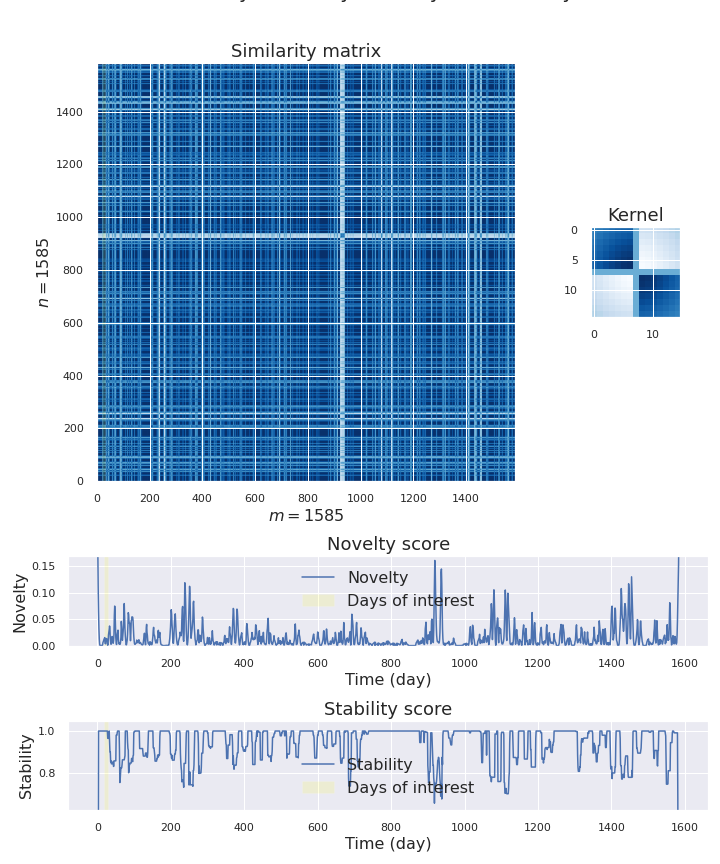 Similarity matrix
1400
1200
1000
800
600
400
200
0
n = 1585
0 200 400 600 800 1000 1200 1400
m = 1585
Kernel
0
5
10
0 10
Novelty score
0.15
0.10
0.05
0.00
Novelty
Novelty
Days of interest
0 200 400 600 800 1000 1200 1400 1600
Time (day)
Stability score
1.0
0.8
Stability
Stability
Days of interest
0 200 400 600 800 1000 1200 1400 1600
Time (day)